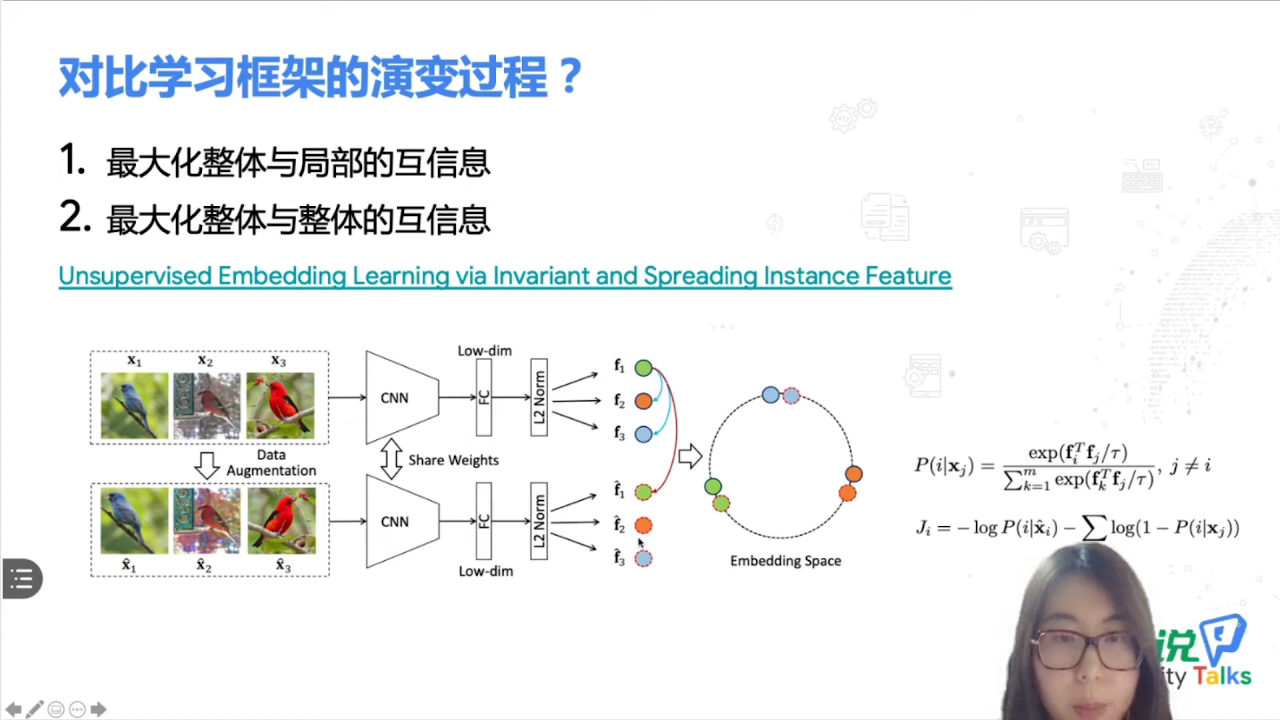 对比学习框架的演变过程？
1. 最大化整体与局部的互信息
2. 最大化整体与整体的互信息
Unsupervised Embedding Learning via Invariant and Spreading Instance Feature
x₁ x₂ x₃
Low-dim
CNN
FC
L2 Norm
f₁
f₂
f₃
Data
Augmentation
Share Weights
CNN
FC
L2 Norm
f̂₁
f̂₂
f̂₃
x̂₁ x̂₂ x̂₃
Low-dim
Embedding Space
P(i|x_j) = exp(f_i^T f_j/τ) / ∑_{k=1}^m exp(f_k^T f_j/τ), j ≠ i
J_i = −log P(i|x̂_i) − ∑ log(1 − P(i|x_j))
说
ity Talks